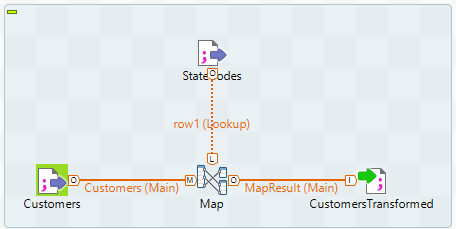 StateCodes
O
row1 (Lookup)
L
O Customers (Main) M O MapResult (Main) I
Customers Map CustomersTransformed